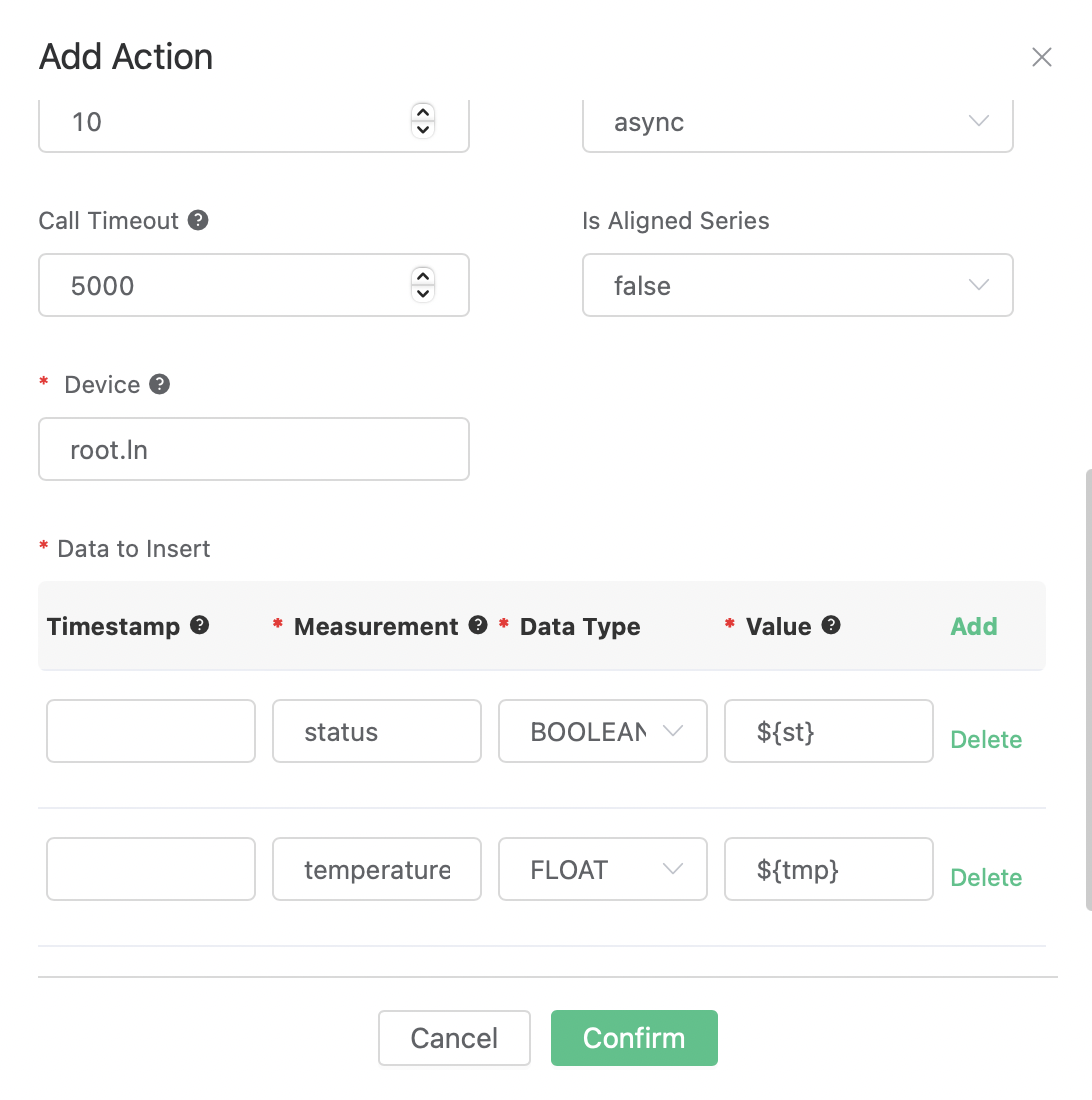 Add Action
10
async
Call Timeout
Is Aligned Series
5000
false
* Device
root.ln
* Data to Insert
Timestamp * Measurement * Data Type * Value Add
status BOOLEAN ${st} Delete
temperature FLOAT ${tmp} Delete
Cancel Confirm